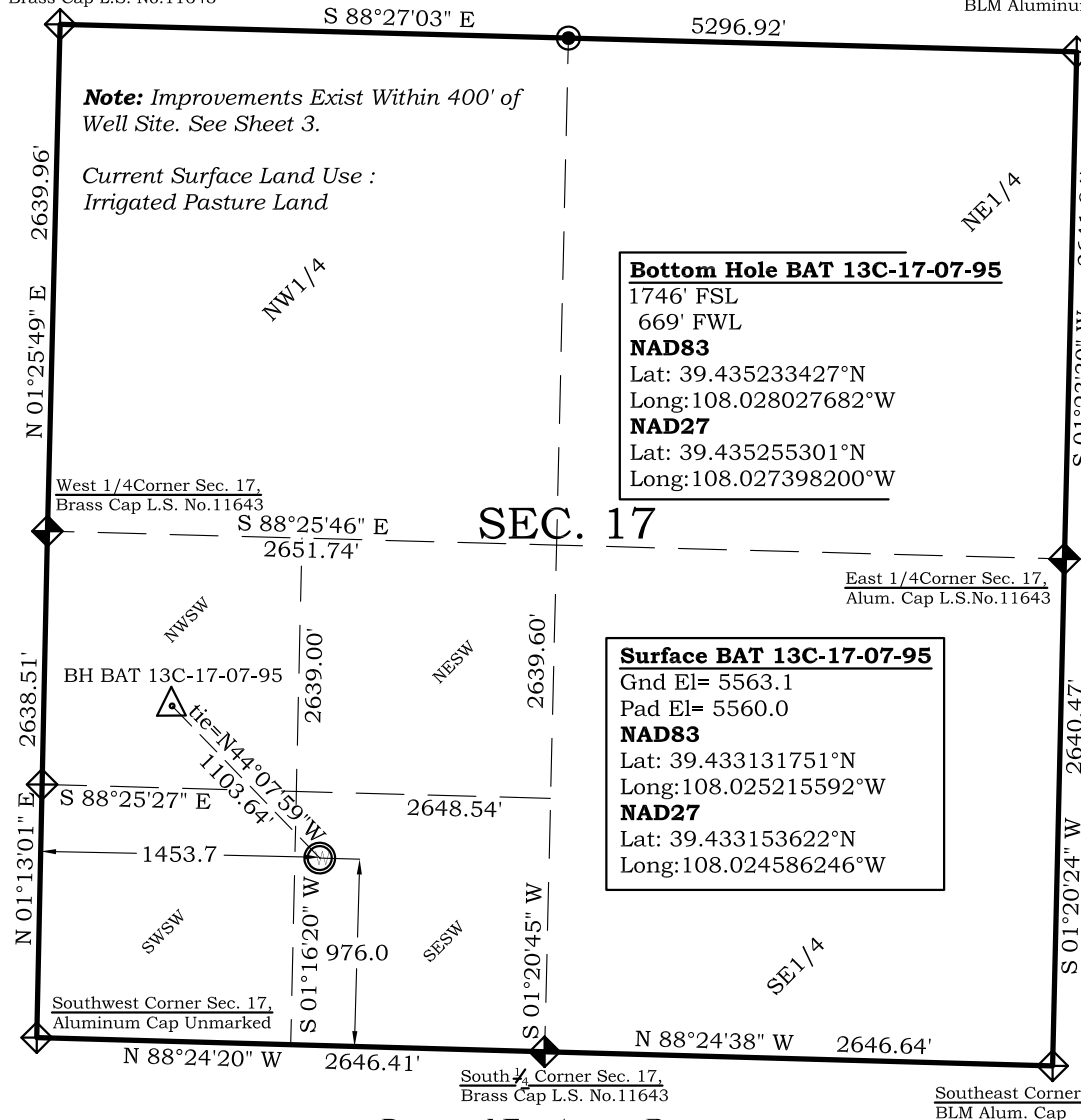 S 88°27'03" E
5296.92'
BLM Aluminum
Note: Improvements Exist Within 400' of
Well Site. See Sheet 3.
Current Surface Land Use :
Irrigated Pasture Land
2639.96'
N 01°25'49" E
NW1/4
NE1/4
Bottom Hole BAT 13C-17-07-95
1746' FSL
669' FWL
NAD83
Lat: 39.435233427°N
Long:108.028027682°W
NAD27
Lat: 39.435255301°N
Long:108.027398200°W
West 1/4Corner Sec. 17,
Brass Cap L.S. No.11643
S 88°25'46" E
2651.74'
SEC. 17
East 1/4Corner Sec. 17,
Alum. Cap L.S.No.11643
NWSW
NESW
2638.51'
2639.00'
2639.60'
BH BAT 13C-17-07-95
tie=N44°07'59"W
1103.64'
Surface BAT 13C-17-07-95
Gnd El= 5563.1
Pad El= 5560.0
NAD83
Lat: 39.433131751°N
Long:108.025215592°W
NAD27
Lat: 39.433153622°N
Long:108.024586246°W
2640.47'
S 88°25'27" E
2648.54'
1453.7
N 01°13'01" E
S 01°16'20" W
S 01°20'45" W
S 01°20'24" W
SWSW
976.0
SESW
SE1/4
Southwest Corner Sec. 17,
Aluminum Cap Unmarked
N 88°24'20" W
2646.41'
N 88°24'38" W
2646.64'
South 1/4 Corner Sec. 17,
Brass Cap L.S. No.11643
Southeast Corner
BLM Alum. Cap